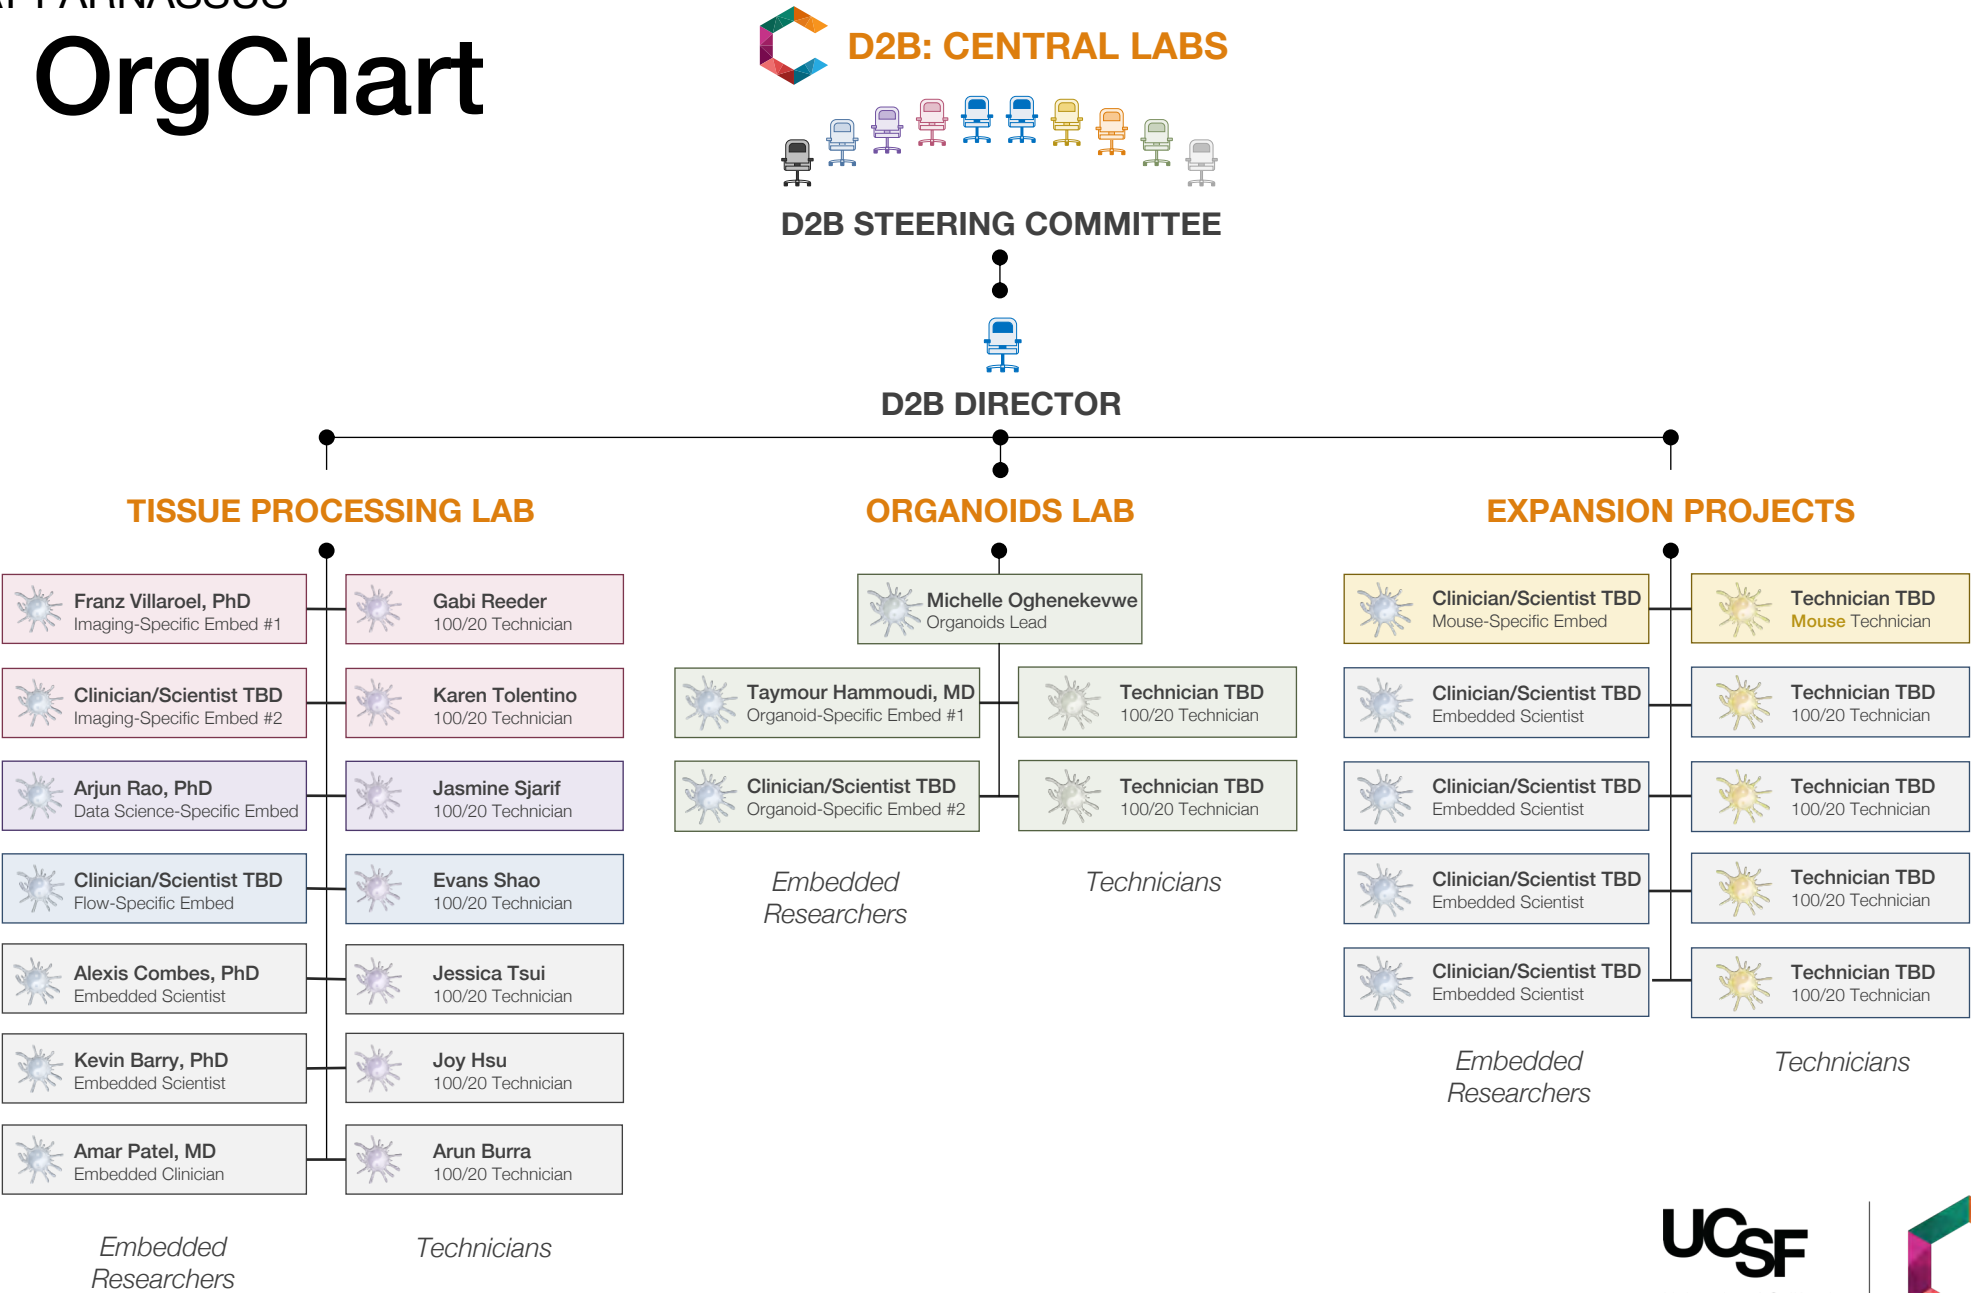 OrgChart
D2B: CENTRAL LABS
D2B STEERING COMMITTEE
D2B DIRECTOR
TISSUE PROCESSING LAB
Franz Villaroel, PhD
Imaging-Specific Embed #1
Gabi Reeder
100/20 Technician
Clinician/Scientist TBD
Imaging-Specific Embed #2
Karen Tolentino
100/20 Technician
Arjun Rao, PhD
Data Science-Specific Embed
Jasmine Sjarif
100/20 Technician
Clinician/Scientist TBD
Flow-Specific Embed
Evans Shao
100/20 Technician
Alexis Combes, PhD
Embedded Scientist
Jessica Tsui
100/20 Technician
Kevin Barry, PhD
Embedded Scientist
Joy Hsu
100/20 Technician
Amar Patel, MD
Embedded Clinician
Arun Burra
100/20 Technician
Embedded
Researchers
Technicians
ORGANOIDS LAB
Michelle Oghenekevwe
Organoids Lead
Taymour Hammoudi, MD
Organoid-Specific Embed #1
Technician TBD
100/20 Technician
Clinician/Scientist TBD
Organoid-Specific Embed #2
Technician TBD
100/20 Technician
Embedded
Researchers
Technicians
EXPANSION PROJECTS
Clinician/Scientist TBD
Mouse-Specific Embed
Technician TBD
Mouse Technician
Clinician/Scientist TBD
Embedded Scientist
Technician TBD
100/20 Technician
Clinician/Scientist TBD
Embedded Scientist
Technician TBD
100/20 Technician
Clinician/Scientist TBD
Embedded Scientist
Technician TBD
100/20 Technician
Clinician/Scientist TBD
Embedded Scientist
Technician TBD
100/20 Technician
Embedded
Researchers
Technicians
UCSF